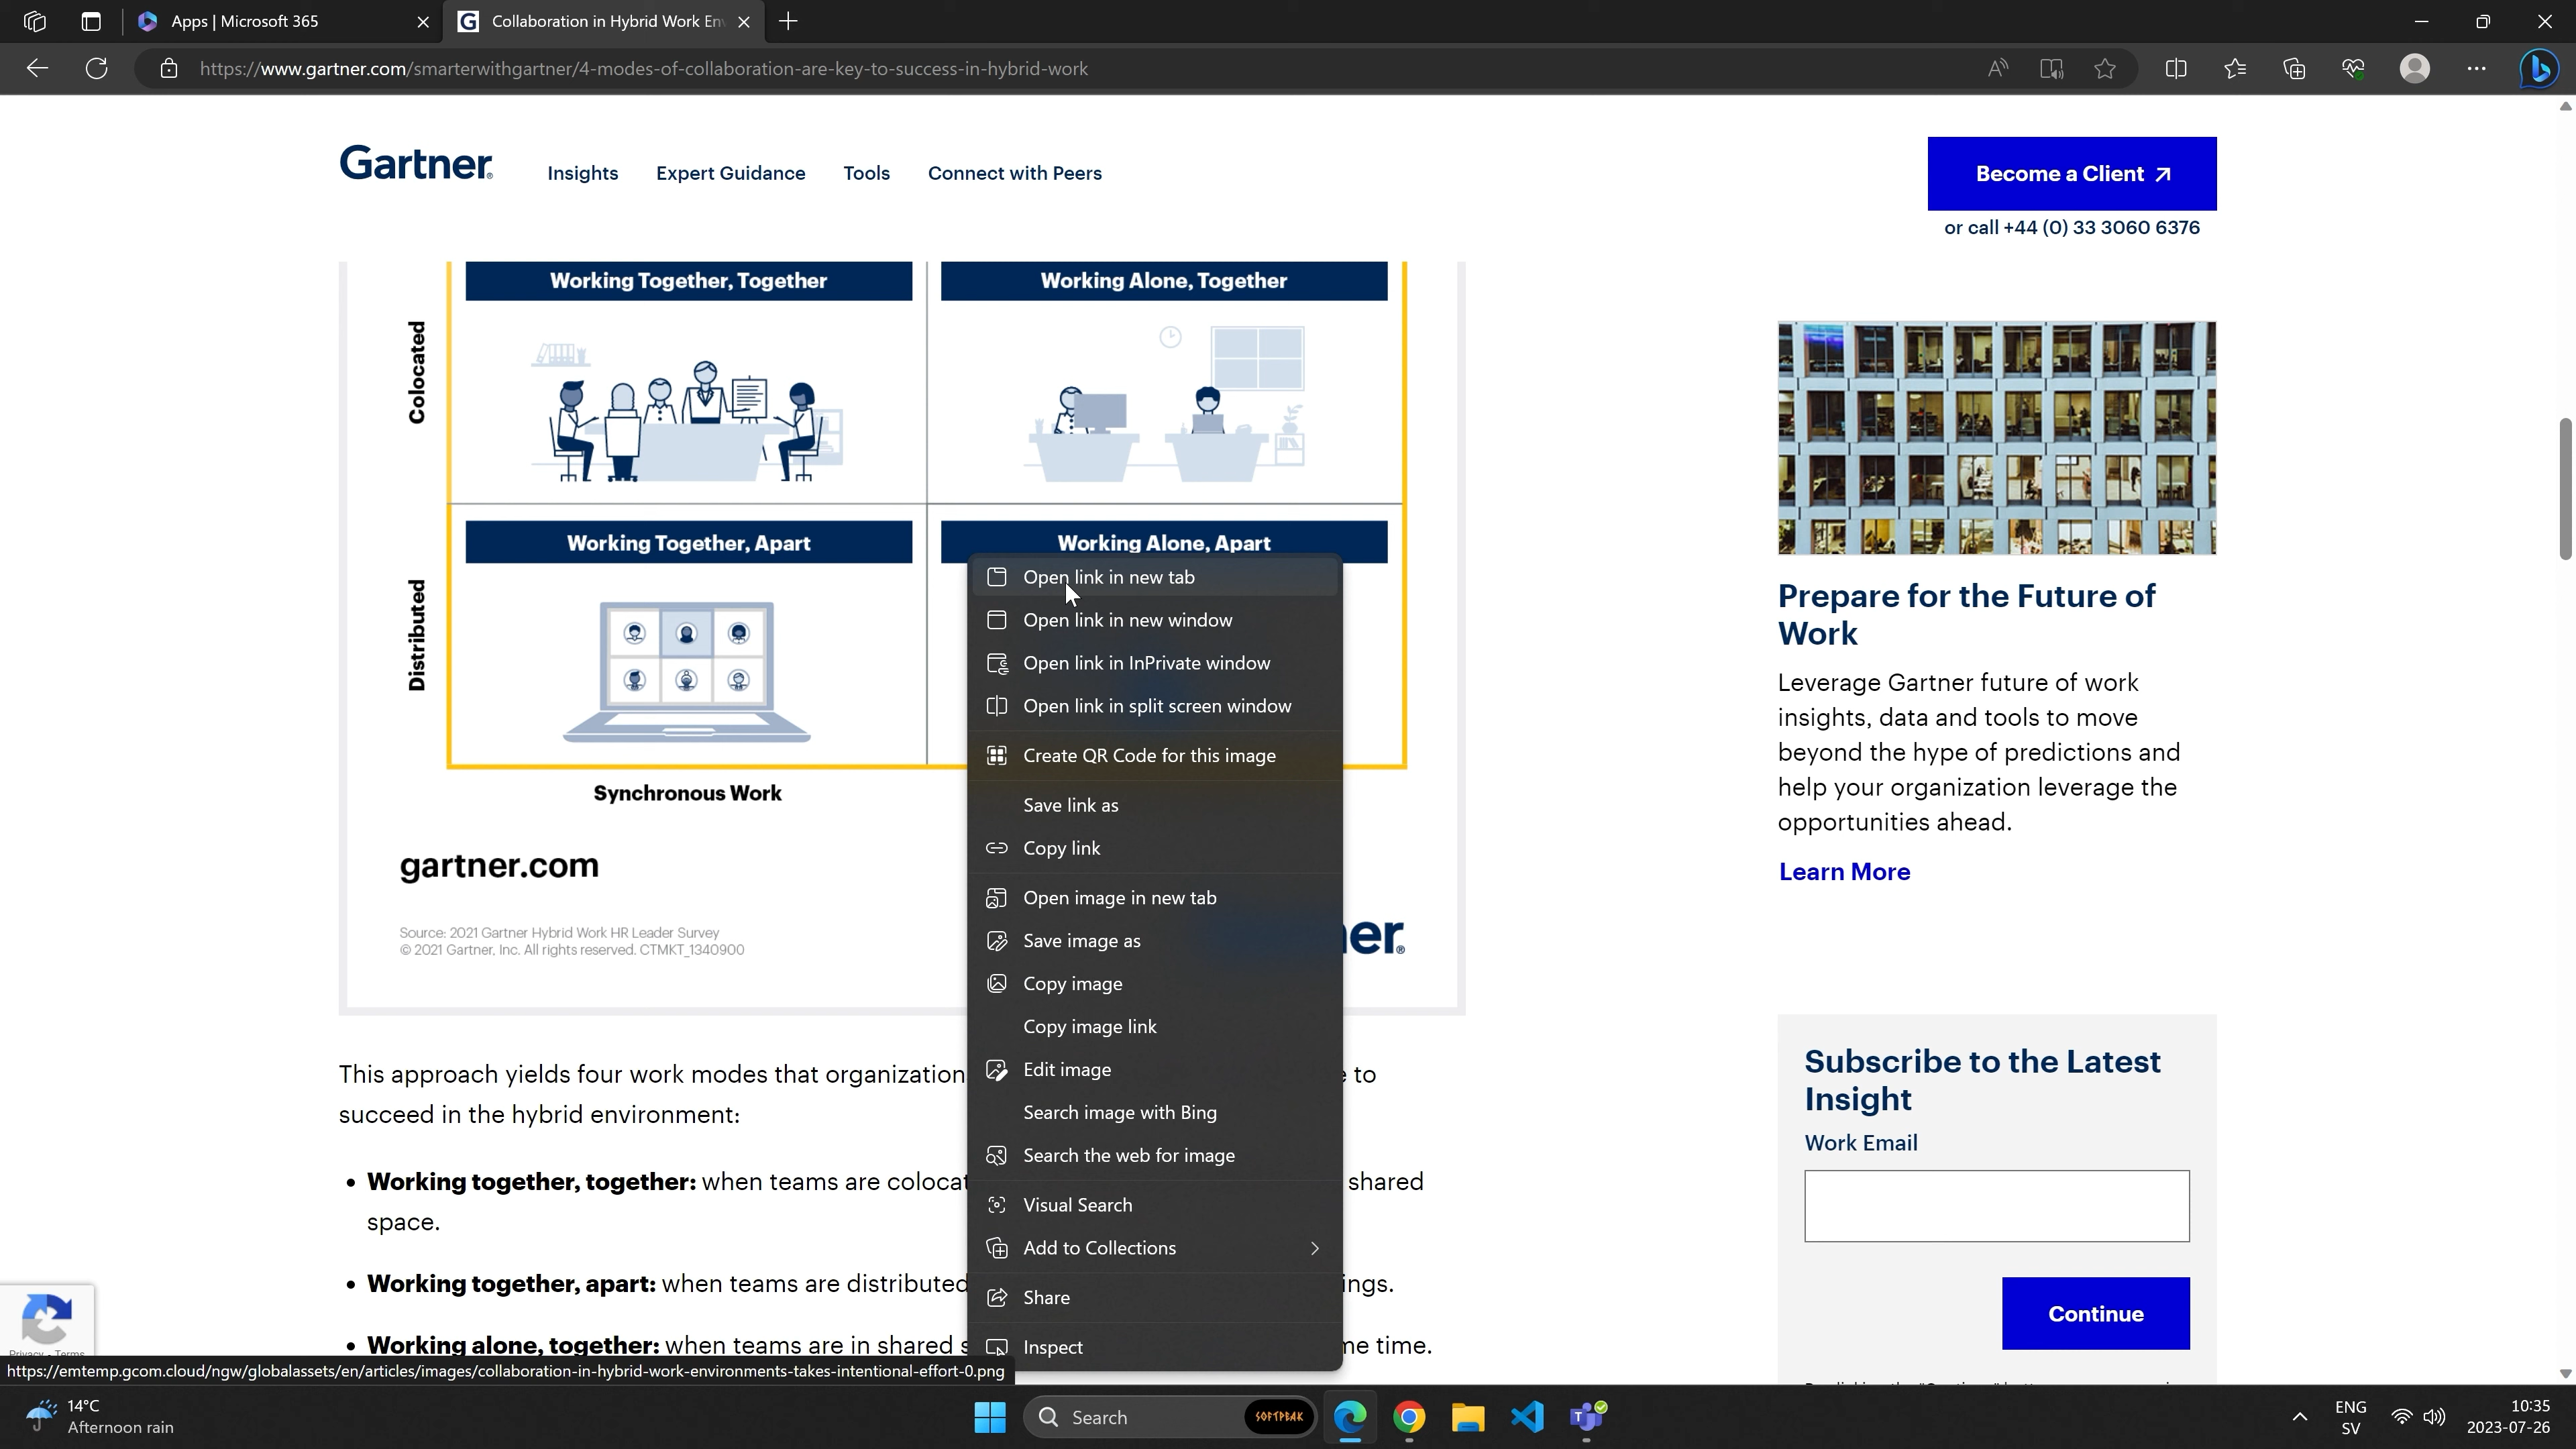 Apps | Microsoft 365
Collaboration in Hybrid Work En
https://www.gartner.com/smarterwithgartner/4-modes-of-collaboration-are-key-to-success-in-hybrid-work
Gartner
Insights
Expert Guidance
Tools
Connect with Peers
Become a Client
or call +44 (0) 33 3060 6376
Colocated
Working Together, Together
Working Alone, Together
Distributed
Working Together, Apart
Working Alone, Apart
Synchronous Work
gartner.com
Source: 2021 Gartner Hybrid Work HR Leader Survey
© 2021 Gartner, Inc. All rights reserved. CTMKT_1340900
er
This approach yields four work modes that organization to
succeed in the hybrid environment:
• Working together, together: when teams are colocat shared
space.
• Working together, apart: when teams are distributed ings.
• Working alone, together: when teams are in shared s me time.
Open link in new tab
Open link in new window
Open link in InPrivate window
Open link in split screen window
Create QR Code for this image
Save link as
Copy link
Open image in new tab
Save image as
Copy image
Copy image link
Edit image
Search image with Bing
Search the web for image
Visual Search
Add to Collections
Share
Inspect
Prepare for the Future of
Work
Leverage Gartner future of work
insights, data and tools to move
beyond the hype of predictions and
help your organization leverage the
opportunities ahead.
Learn More
Subscribe to the Latest
Insight
Work Email
Continue
Privacy - Terms
https://emtemp.gcom.cloud/ngw/globalassets/en/articles/images/collaboration-in-hybrid-work-environments-takes-intentional-effort-0.png
14°C
Afternoon rain
Search
SOFTPEAK
ENG
SV
10:35
2023-07-26